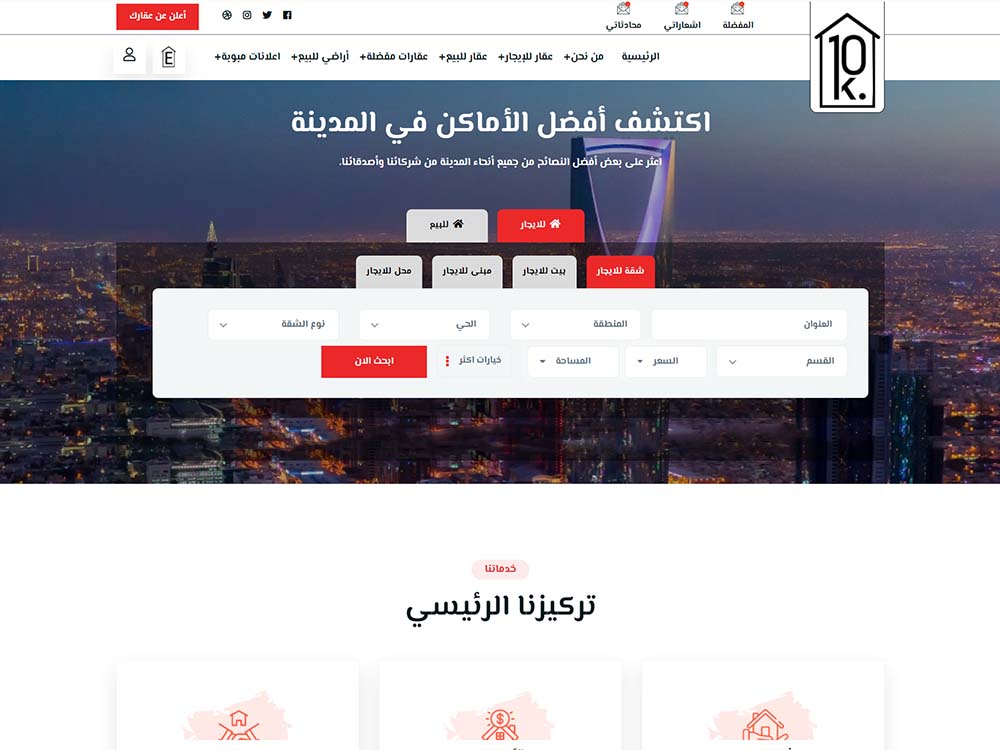 المفضلة
اشعاراتي
محادثاتي
أعلن عن عقارك
10k.
الرئيسية
من نحن+
عقار للإيجار+
عقار للبيع+
عقارات مفضلة+
أراضي للبيع+
اعلانات مبوبة+
E
اكتشف أفضل الأماكن في المدينة
اعثر على بعض أفضل النصائح من جميع أنحاء المدينة من شركائنا وأصدقائنا.
للايجار
للبيع
شقة للايجار
بيت للايجار
مبنى للايجار
محل للايجار
العنوان
المنطقة
الحي
نوع الشقة
القسم
السعر
المساحة
خيارات اكثر
ابحث الان
خدماتنا
تركيزنا الرئيسي